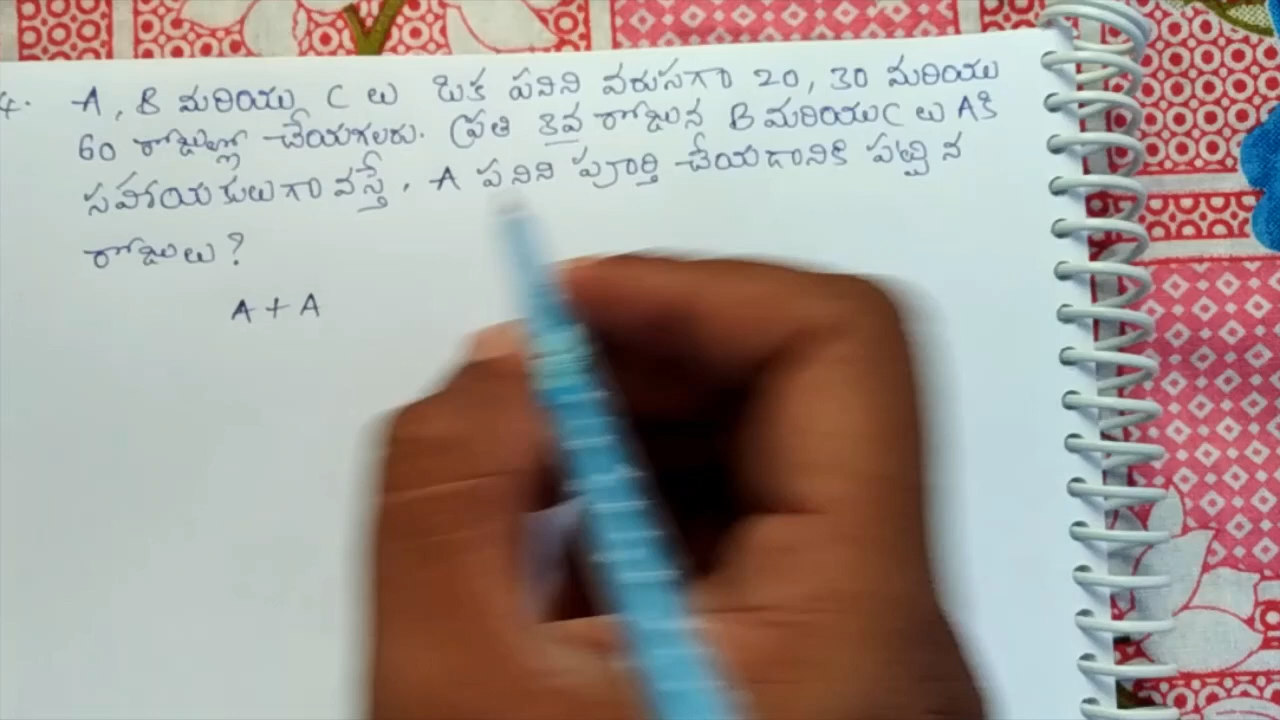 4. A, B మరియు C లు ఒక పనిని వరుసగా 20, 30 మరియు
60 రోజుల్లో చేయగలరు. ప్రతి 3వ రోజున B మరియు C లు Aకి
సహాయకులుగా వస్తే, A పనిని పూర్తి చేయడానికి పట్టిన
రోజులు?
A + A